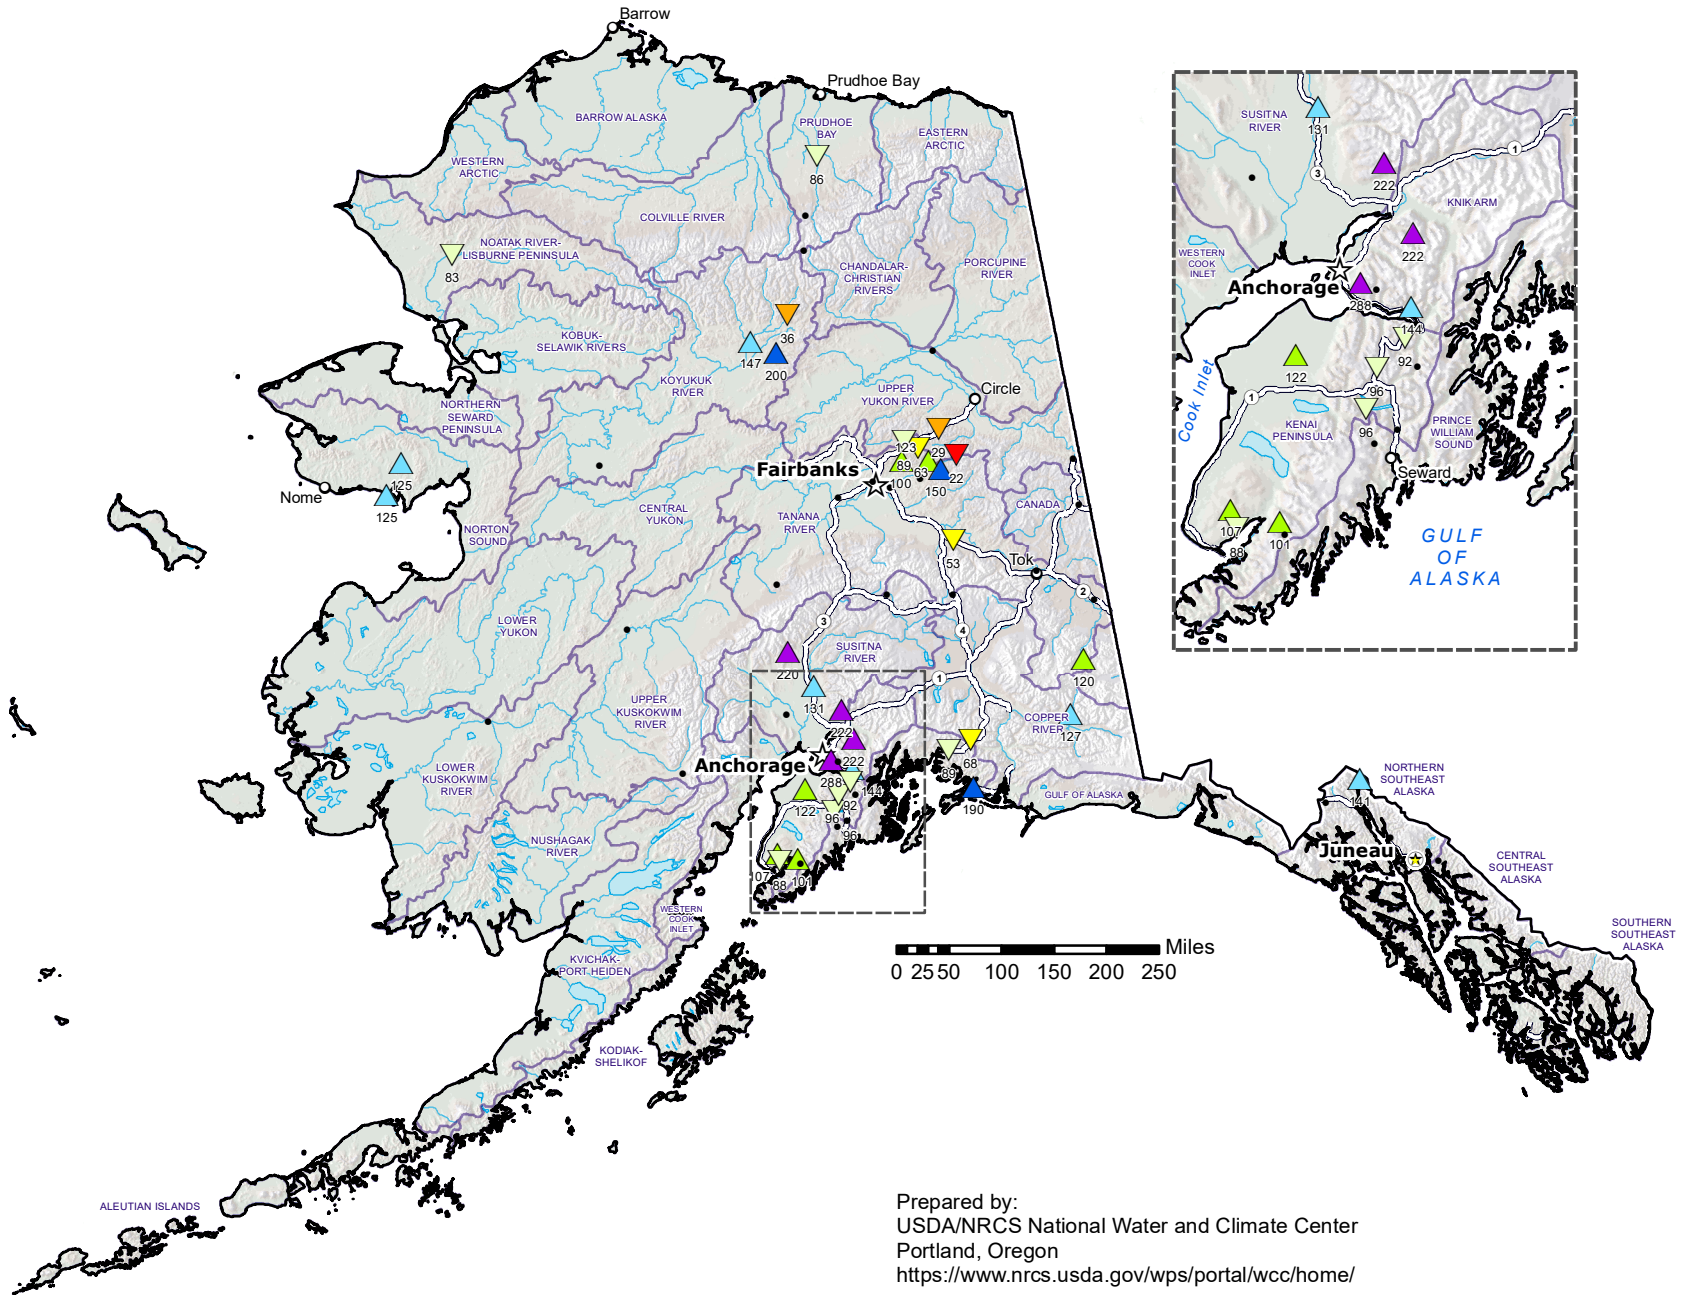 Barrow
Prudhoe Bay
BARROW ALASKA
PRUDHOE
BAY
EASTERN
ARCTIC
WESTERN
ARCTIC
86
COLVILLE RIVER
NOATAK RIVER-
LISBURNE PENINSULA
83
CHANDALAR-
CHRISTIAN
RIVERS
PORCUPINE
RIVER
KOBUK-
SELAWIK RIVERS
36
147
200
KOYUKUK
RIVER
UPPER
YUKON RIVER
Circle
NORTHERN
SEWARD
PENINSULA
123
29
89
63
22
100
150
Fairbanks
125
Nome
125
CENTRAL
YUKON
TANANA
RIVER
CANADA
NORTON
SOUND
53
Tok
2
LOWER
YUKON
3
4
SUSITNA
RIVER
220
120
1
131
UPPER
KUSKOKWIM
RIVER
222
COPPER
RIVER
127
Anchorage
222
89
68
LOWER
KUSKOKWIM
RIVER
288
144
122
92
190
GULF OF ALASKA
96
96
NUSHAGAK
RIVER
07
88
101
WESTERN
COOK
INLET
KVICHAK-
PORT HEIDEN
KODIAK-
SHELIKOF
ALEUTIAN ISLANDS
NORTHERN
SOUTHEAST
ALASKA
141
Juneau
CENTRAL
SOUTHEAST
ALASKA
SOUTHERN
SOUTHEAST
ALASKA
Miles
0 25 50 100 150 200 250
SUSITNA
RIVER
131
1
3
222
KNIK ARM
222
WESTERN
COOK
INLET
Anchorage
288
144
92
122
96
1
Cook Inlet
KENAI
PENINSULA
96
PRINCE
WILLIAM
SOUND
Seward
107
88
101
GULF
OF
ALASKA
Prepared by:
USDA/NRCS National Water and Climate Center
Portland, Oregon
https://www.nrcs.usda.gov/wps/portal/wcc/home/